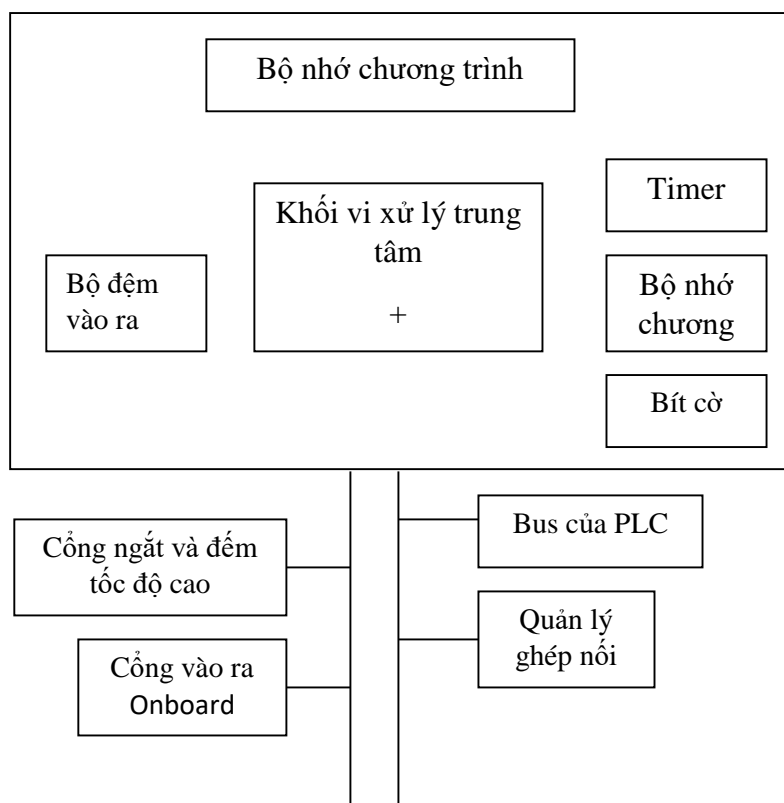 Bộ nhớ chương trình
Khối vi xử lý trung
tâm
+
Timer
Bộ đệm
vào ra
Bộ nhớ
chương
Bít cờ
Cổng ngắt và đếm
tốc độ cao
Bus của PLC
Quản lý
ghép nối
Cổng vào ra
Onboard